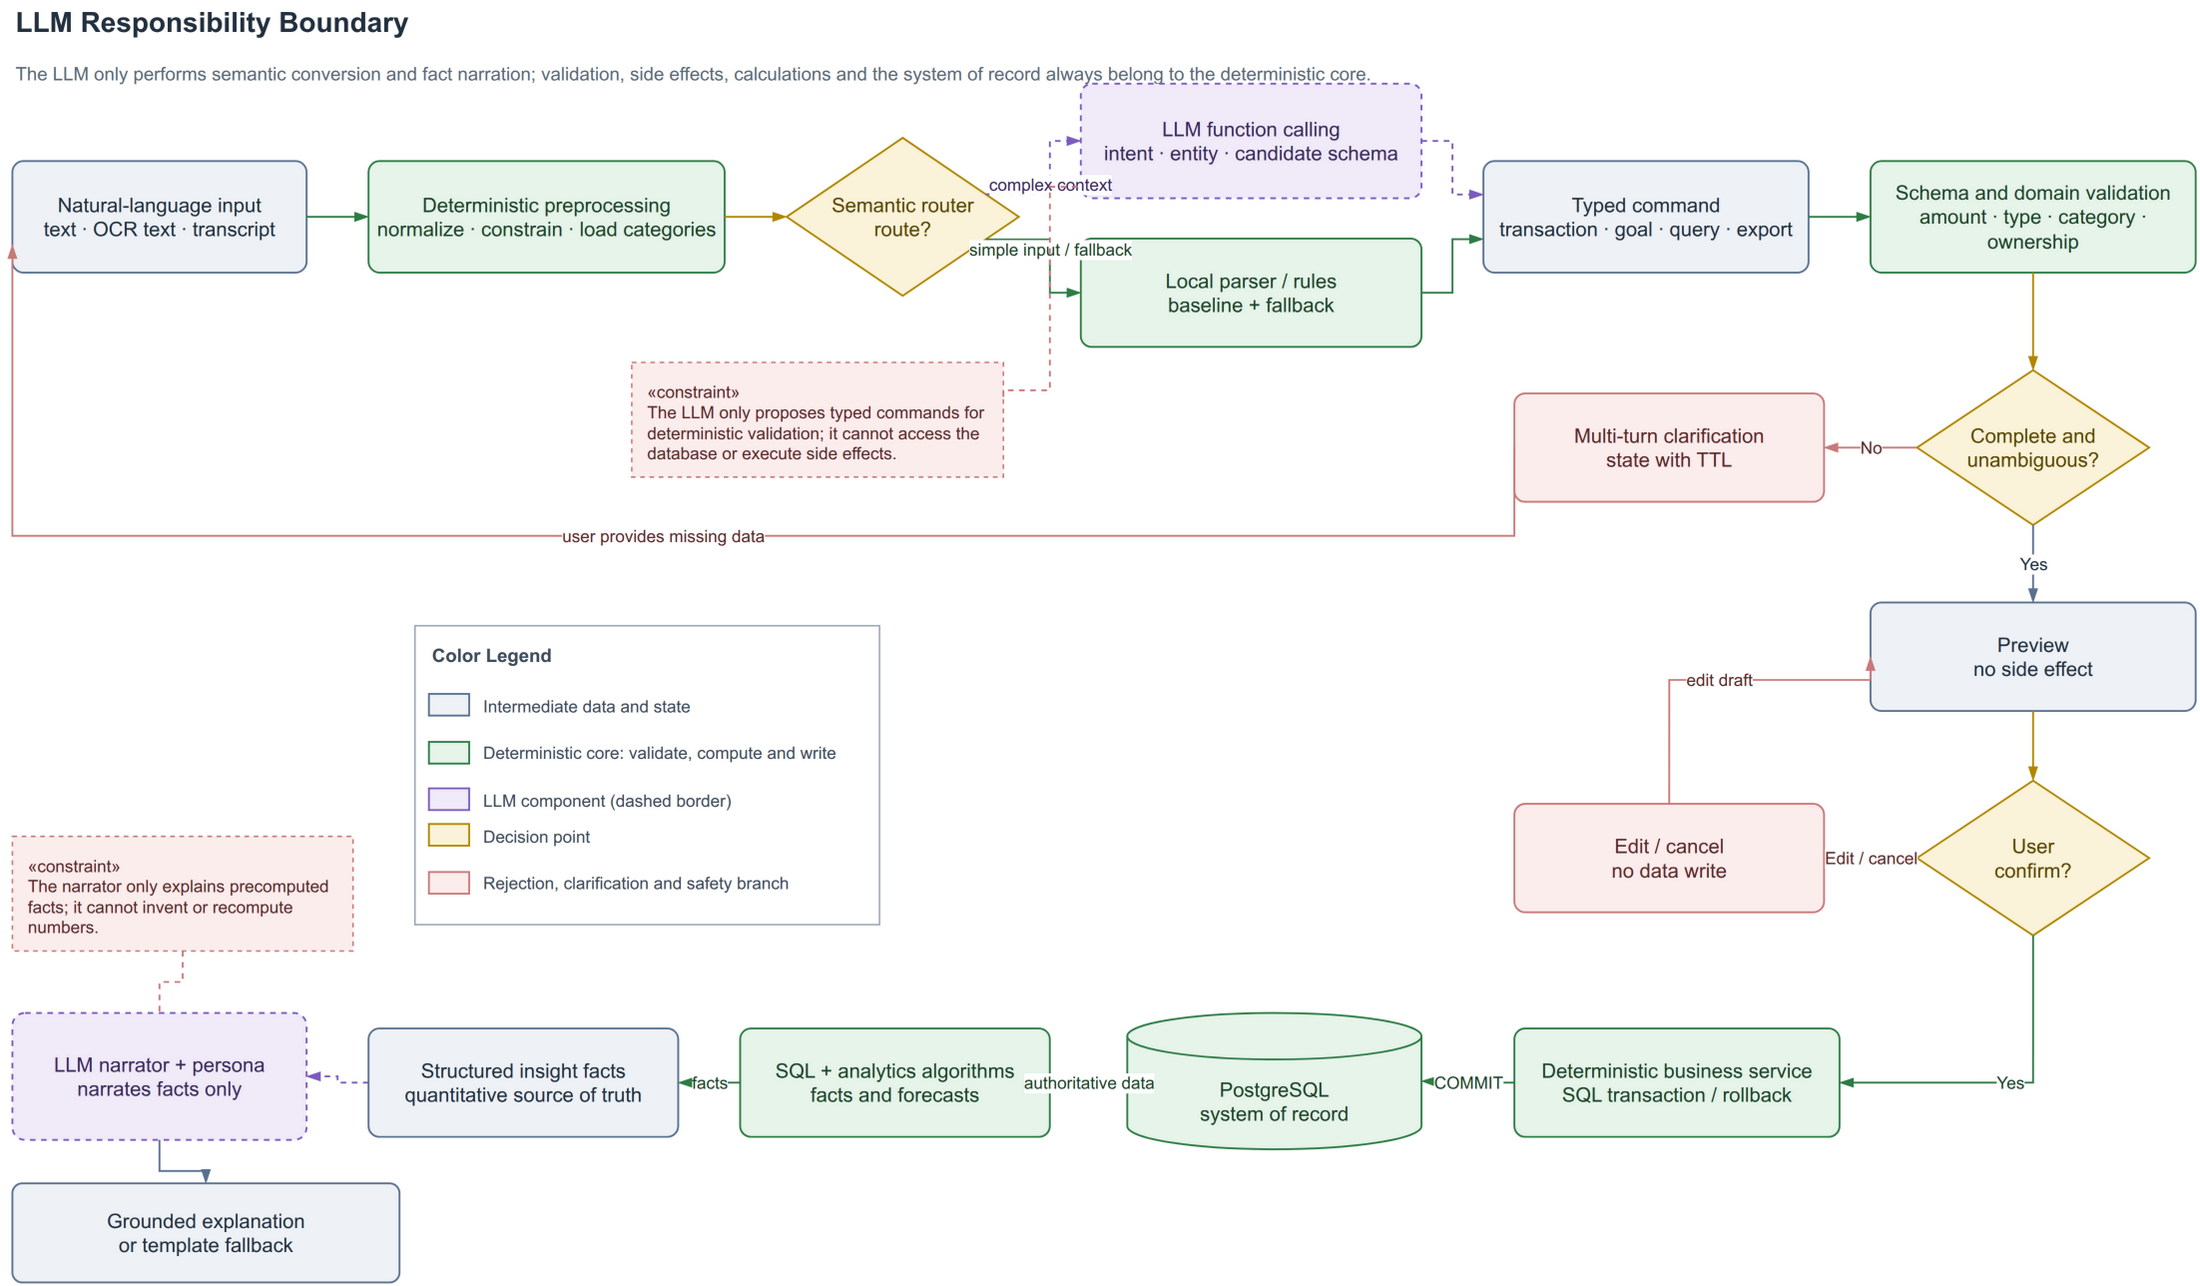 LLM Responsibility Boundary
The LLM only performs semantic conversion and fact narration; validation, side effects, calculations and the system of record always belong to the deterministic core.
LLM function calling
intent · entity · candidate schema
Natural-language input
text · OCR text · transcript
Deterministic preprocessing
normalize · constrain · load categories
Semantic router
route?
complex context
simple input / fallback
Local parser / rules
baseline + fallback
Typed command
transaction · goal · query · export
Schema and domain validation
amount · type · category ·
ownership
«constraint»
The LLM only proposes typed commands for
deterministic validation; it cannot access the
database or execute side effects.
Multi-turn clarification
state with TTL
No
Complete and
unambiguous?
user provides missing data
Yes
Preview
no side effect
edit draft
Color Legend
Intermediate data and state
Deterministic core: validate, compute and write
LLM component (dashed border)
Decision point
Rejection, clarification and safety branch
Edit / cancel
no data write
Edit / cancel
User
confirm?
«constraint»
The narrator only explains precomputed
facts; it cannot invent or recompute
numbers.
LLM narrator + persona
narrates facts only
Structured insight facts
quantitative source of truth
facts
SQL + analytics algorithms
facts and forecasts
authoritative data
PostgreSQL
system of record
COMMIT
Deterministic business service
SQL transaction / rollback
Yes
Grounded explanation
or template fallback